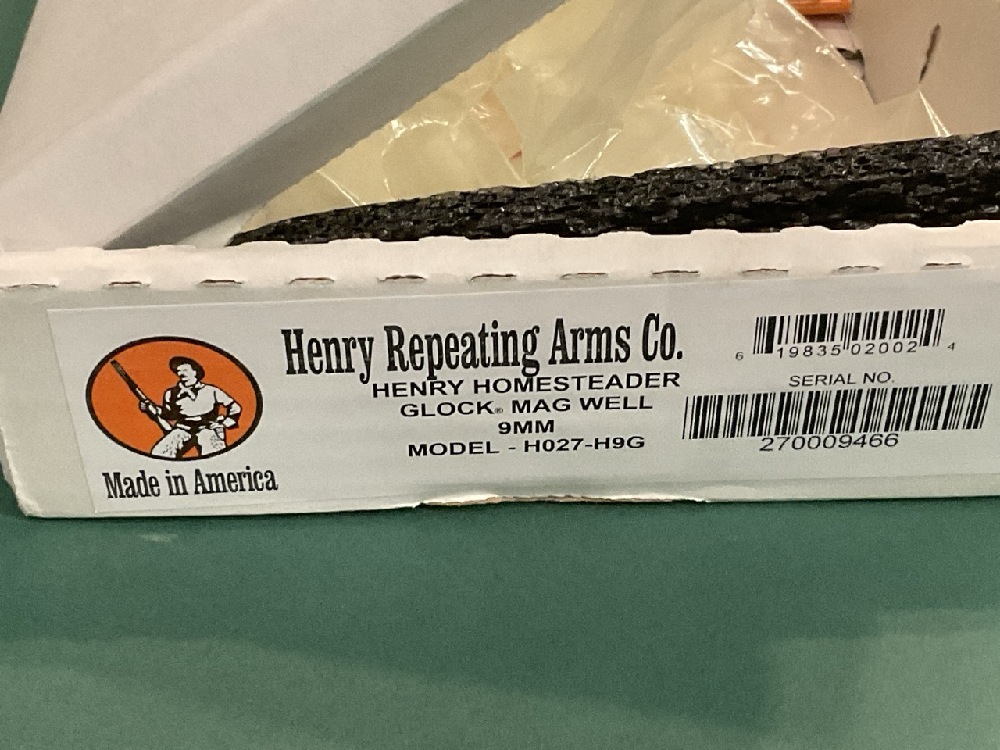 Henry Repeating Arms Co.
HENRY HOMESTEADER
GLOCK® MAG WELL
9MM
MODEL - H027-H9G
Made in America
6 19835 02002 4
SERIAL NO.
270009466